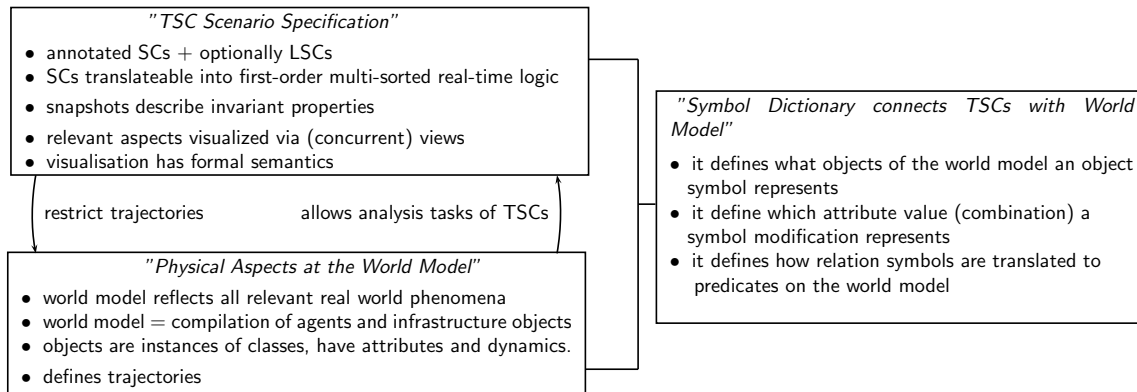 "TSC Scenario Specification"
• annotated SCs + optionally LSCs
• SCs translateable into first-order multi-sorted real-time logic
• snapshots describe invariant properties
• relevant aspects visualized via (concurrent) views
• visualisation has formal semantics
restrict trajectories
allows analysis tasks of TSCs
"Physical Aspects at the World Model"
• world model reflects all relevant real world phenomena
• world model = compilation of agents and infrastructure objects
• objects are instances of classes, have attributes and dynamics.
• defines trajectories
"Symbol Dictionary connects TSCs with World
Model"
• it defines what objects of the world model an object
symbol represents
• it define which attribute value (combination) a
symbol modification represents
• it defines how relation symbols are translated to
predicates on the world model